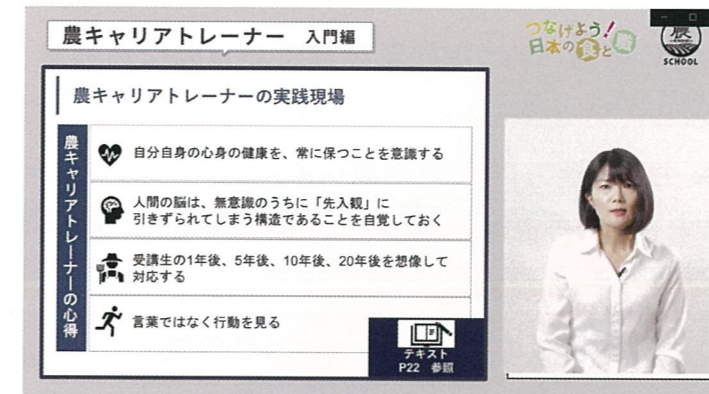 農キャリアトレーナー 入門編
つなげよう!
日本の食と農
農
SCHOOL
農キャリアトレーナーの実践現場
農キャリアトレーナーの心得
自分自身の心身の健康を、常に保つことを意識する
人間の脳は、無意識のうちに「先入観」に
引きずられてしまう構造であることを自覚しておく
受講生の1年後、5年後、10年後、20年後を想像して
対応する
言葉ではなく行動を見る
テキスト
P22 参照